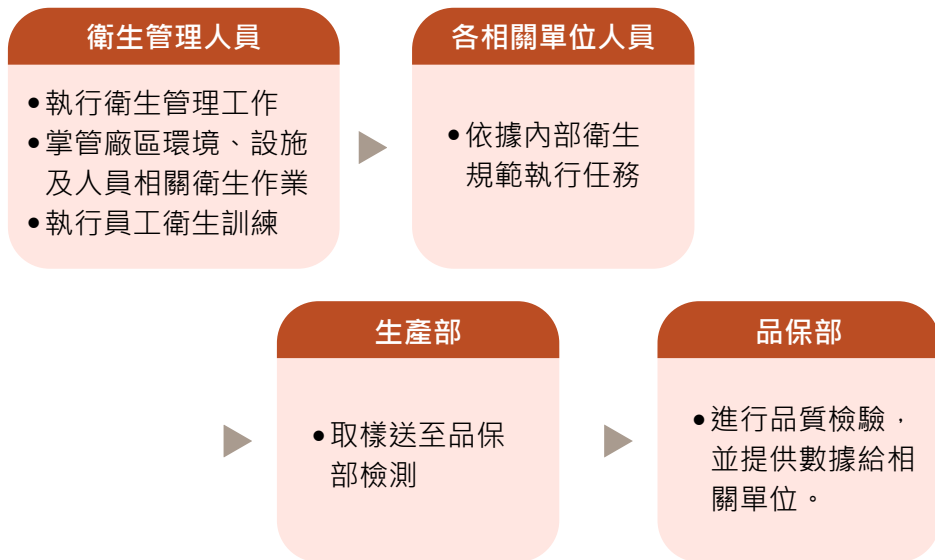 衛生管理人員
•執行衛生管理工作
•掌管廠區環境、設施
及人員相關衛生作業
•執行員工衛生訓練
各相關單位人員
•依據內部衛生
規範執行任務
生產部
•取樣送至品保
部檢測
品保部
•進行品質檢驗，
並提供數據給相
關單位。